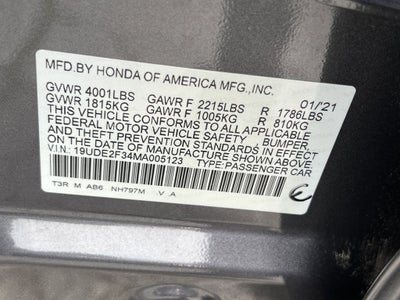 MFD.BY HONDA OF AMERICA MFG.,INC. 01/'21
GVWR 4001LBS GAWR F 2215LBS R 1786LBS
GVWR 1815KG GAWR F 1005KG R 810KG
THIS VEHICLE CONFORMS TO ALL APPLICABLE
FEDERAL MOTOR VEHICLE SAFETY , BUMPER,
AND THEFT PREVENTION STANDARDS IN EFFECT
ON THE DATE OF MANUFACTURE SHOWN ABOVE.
V.I.N: 19UDE2F34MA005123 TYPE:PASSENGER CAR
T3R M AB6 NH797M V .A